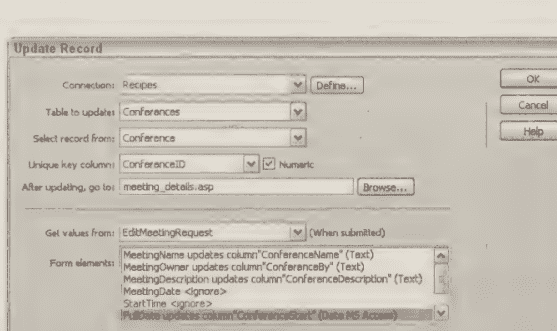 Update Record
Connection: Recipes Define... OK
Table to update: Conferences Cancel
Select record from: Conference Help
Unique key column: ConferenceID Numeric
After updating, go to: meeting_details.asp Browse...
Get values from: EditMeetingRequest (When submitted)
Form elements: MeetingName updates column"ConferenceName" (Text)
MeetingOwner updates column"ConferenceBy" (Text)
MeetingDescription updates column"ConferenceDescription" (Text)
MeetingDate <ignore>
StartTime <ignore>
FullDate updates column"ConferenceStart" (Date MS Access)